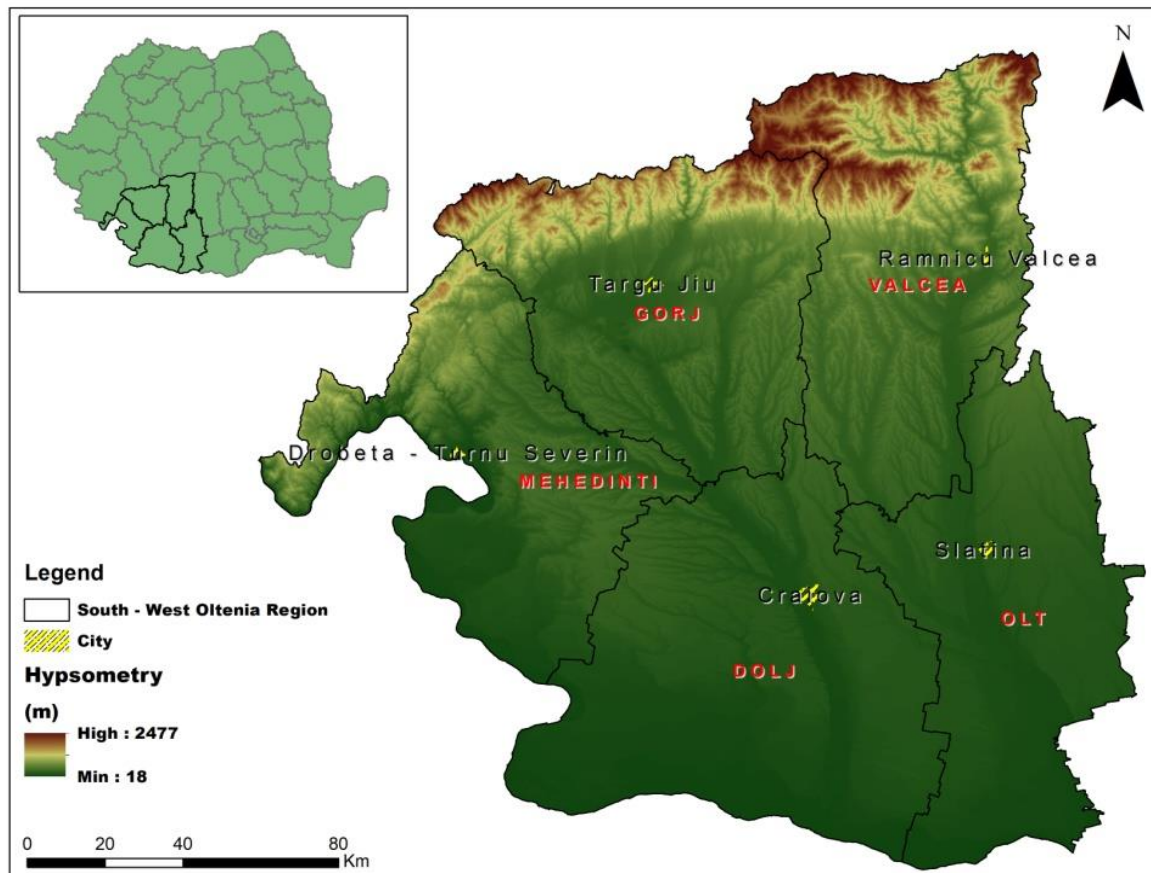 N
Ramnicu Valcea
VALCEA
Targu Jiu
GORJ
Drobeta - Turnu Severin
MEHEDINTI
Slatina
Craiova
OLT
DOLJ
Legend
South - West Oltenia Region
City
Hypsometry
(m)
High : 2477
Min : 18
0 20 40 80
Km